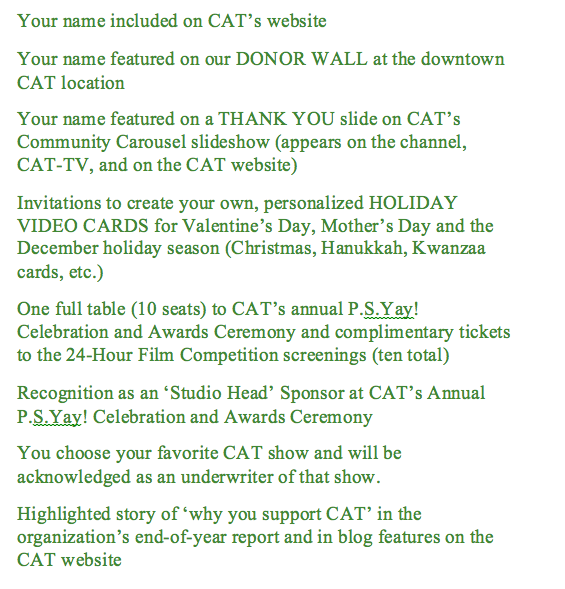 Your name included on CAT’s website
Your name featured on our DONOR WALL at the downtown
CAT location
Your name featured on a THANK YOU slide on CAT’s
Community Carousel slideshow (appears on the channel,
CAT-TV, and on the CAT website)
Invitations to create your own, personalized HOLIDAY
VIDEO CARDS for Valentine’s Day, Mother’s Day and the
December holiday season (Christmas, Hanukkah, Kwanzaa
cards, etc.)
One full table (10 seats) to CAT’s annual P.S.Yay!
Celebration and Awards Ceremony and complimentary tickets
to the 24-Hour Film Competition screenings (ten total)
Recognition as an ‘Studio Head’ Sponsor at CAT’s Annual
P.S.Yay! Celebration and Awards Ceremony
You choose your favorite CAT show and will be
acknowledged as an underwriter of that show.
Highlighted story of ‘why you support CAT’ in the
organization’s end-of-year report and in blog features on the
CAT website